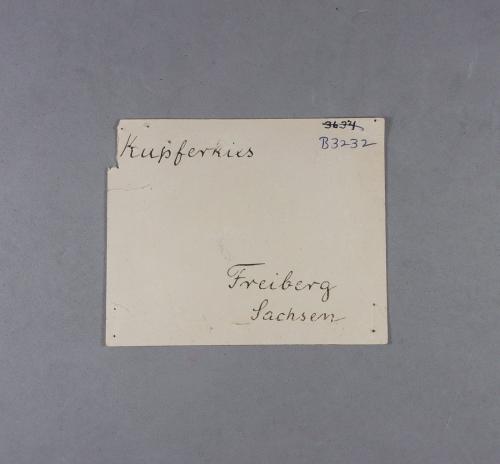 3634
B3232
Kupferkies
Freiberg
Sachsen